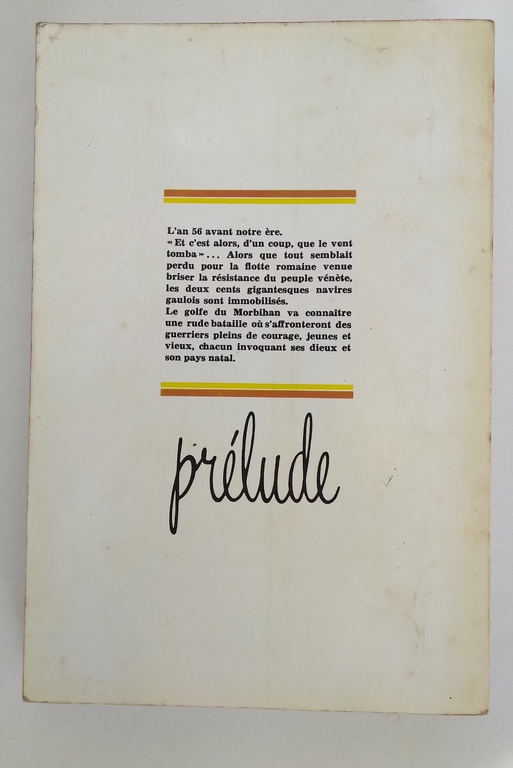 L'an 56 avant notre ère.
« Et c'est alors, d'un coup, que le vent
tomba » ... Alors que tout semblait
perdu pour la flotte romaine venue
briser la résistance du peuple vénète,
les deux cents gigantesques navires
gaulois sont immobilisés.
Le golfe du Morbihan va connaître
une rude bataille où s'affronteront des
guerriers pleins de courage, jeunes et
vieux, chacun invoquant ses dieux et
son pays natal.
prélude